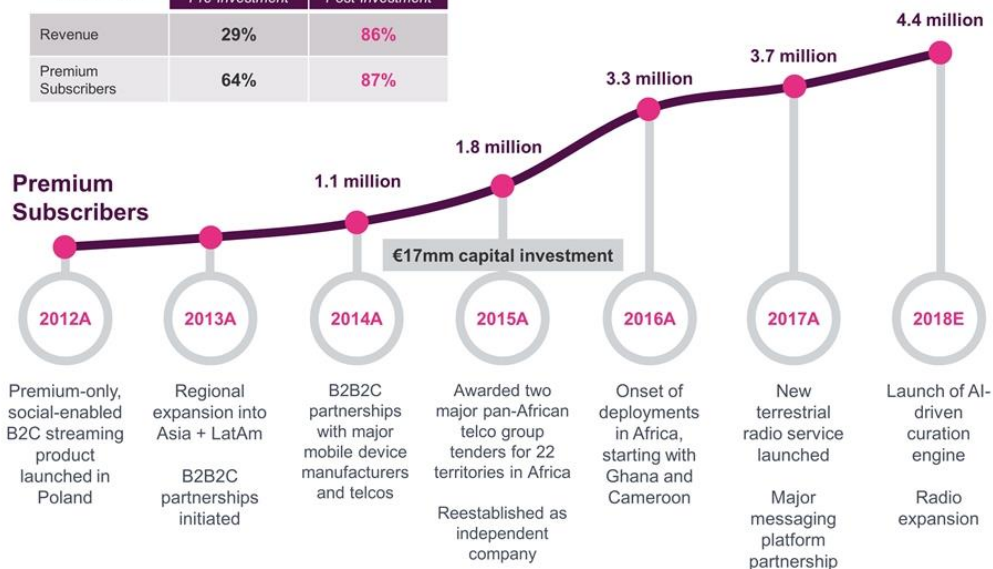 Pre-Investment Post-Investment
Revenue 29% 86%
Premium
Subscribers 64% 87%
4.4 million
3.7 million
3.3 million
1.8 million
1.1 million
Premium
Subscribers
€17mm capital investment
2012A
2013A
2014A
2015A
2016A
2017A
2018E
Premium-only,
social-enabled
B2C streaming
product
launched in
Poland
Regional
expansion into
Asia + LatAm
B2B2C
partnerships
initiated
B2B2C
partnerships
with major
mobile device
manufacturers
and telcos
Awarded two
major pan-African
telco group
tenders for 22
territories in Africa
Reestablished as
independent
company
Onset of
deployments
in Africa,
starting with
Ghana and
Cameroon
New
terrestrial
radio service
launched
Major
messaging
platform
partnership
Launch of AI-
driven
curation
engine
Radio
expansion